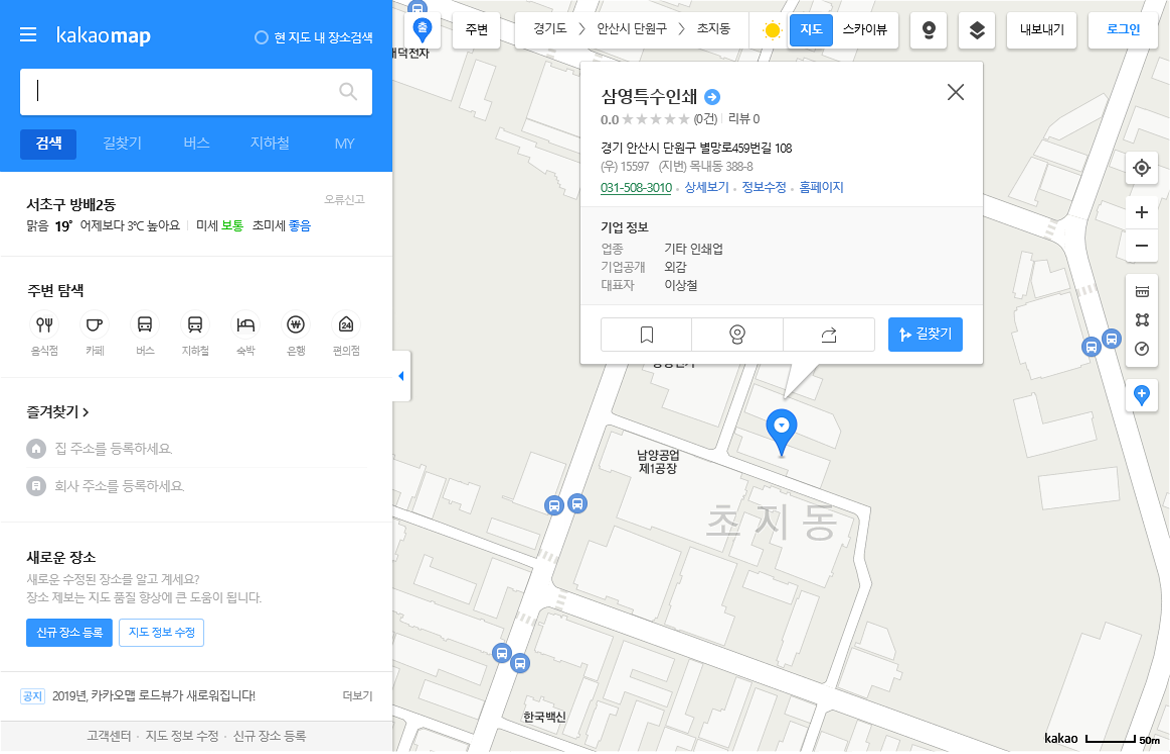 kakaomap
현 지도 내 장소검색
검색 길찾기 버스 지하철 MY
서초구 방배2동
오류신고
맑음 19° 어제보다 3℃ 높아요 미세 보통 초미세 좋음
주변 탐색
음식점 카페 버스 지하철 숙박 은행 편의점
24
즐겨찾기
집 주소를 등록하세요.
회사 주소를 등록하세요.
새로운 장소
새로운 수정된 장소를 알고 계세요?
장소 제보는 지도 품질 향상에 큰 도움이 됩니다.
신규 장소 등록 지도 정보 수정
공지 2019년, 카카오맵 로드뷰가 새로워집니다! 더보기
고객센터 · 지도 정보 수정 · 신규 장소 등록
출
주변
경기도 > 안산시 단원구 > 초지동
지도 스카이뷰
내보내기
로그인
삼영특수인쇄
0.0 ★★★★★ (0건) 리뷰 0
경기 안산시 단원구 별망로459번길 108
(우) 15597 (지번) 목내동 388-8
031-508-3010 · 상세보기 · 정보수정 · 홈페이지
기업 정보
업종 기타 인쇄업
기업공개 외감
대표자 이상철
길찾기
남양공업
제1공장
초지동
한국백신
kakao 50m